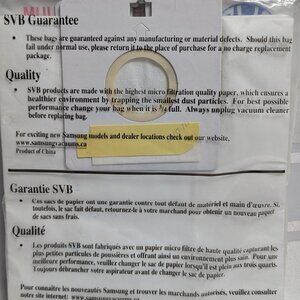 SVB Guarantee
• These bags are guaranteed against any manufacturing or material defects. Should this bag
fail under normal use, please return it to the place of purchase for a no charge replacement
package.
Quality
• SVB products are made with the highest micro filtration quality paper, which ensures a
healthier environment by trapping the smallest dust particles. For best possible
performance change your bag when it is ¾ full. Always unplug vacuum cleaner
before replacing bag.
For exciting new Samsung models and dealer locations check out our website,
www.samsungvacuums.ca
Product of China
Garantie SVB
• Ces sacs de papier ont une garantie contre tout défaut de matériel et main d'œuvre. Si,
toutefois, le sac fait défaut, retournez-le à votre marchand pour obtenir un nouveau paquet
de sacs sans frais.
Qualité
• Les produits SVB sont fabriqués avec un papier micro filtre de haute qualité capturant les
plus petites particules de poussières et offrant ainsi un environnement plus sain. Pour une
meilleure performance, veuillez changer le sac de papier lorsqu'il est plein aux trois quarts.
Toujours débrancher votre aspirateur avant de changer le sac de papier.
Pour connaître les nouveautés Samsung et trouver les marchands autorisés, veuillez consulter
notre site internet: www.samsungvacuums.ca